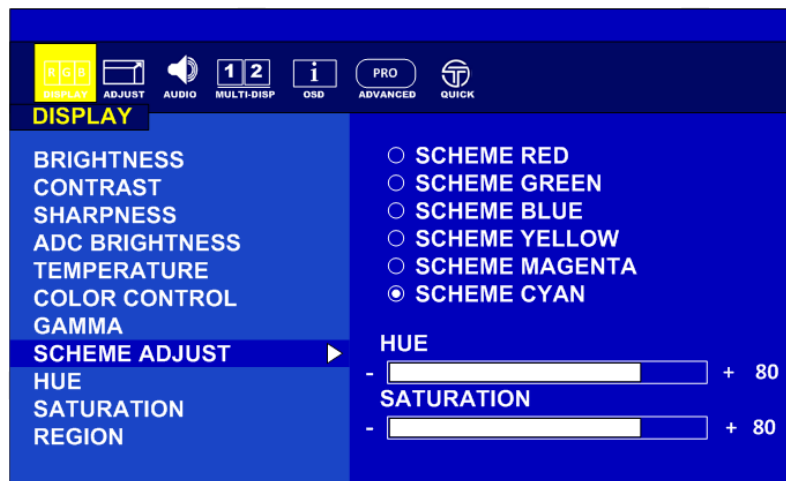 R G B
1 2
i
PRO
DISPLAY
ADJUST
AUDIO
MULTI-DISP
OSD
ADVANCED
QUICK
DISPLAY
BRIGHTNESS
CONTRAST
SHARPNESS
ADC BRIGHTNESS
TEMPERATURE
COLOR CONTROL
GAMMA
SCHEME ADJUST
HUE
SATURATION
REGION
SCHEME RED
SCHEME GREEN
SCHEME BLUE
SCHEME YELLOW
SCHEME MAGENTA
SCHEME CYAN
HUE
- + 80
SATURATION
- + 80